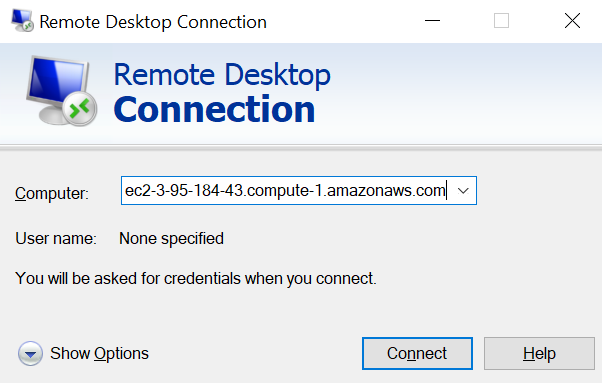 Remote Desktop Connection
Remote Desktop
Connection
Computer: ec2-3-95-184-43.compute-1.amazonaws.com
User name: None specified
You will be asked for credentials when you connect.
Show Options Connect Help